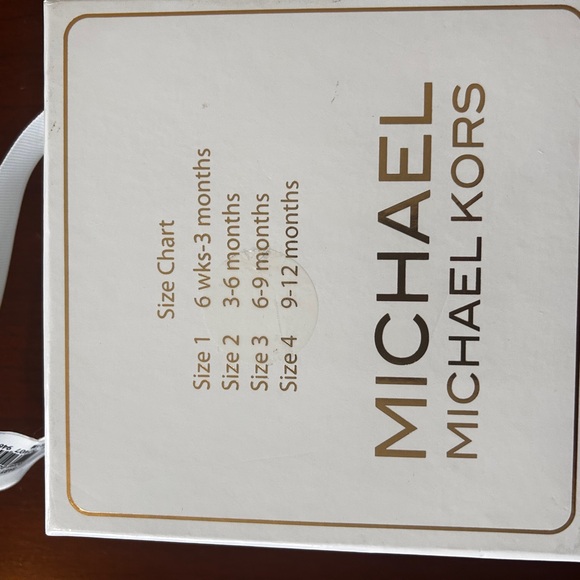 Size Chart
Size 1 6 wks-3 months
Size 2 3-6 months
Size 3 6-9 months
Size 4 9-12 months
MICHAEL
MICHAEL KORS